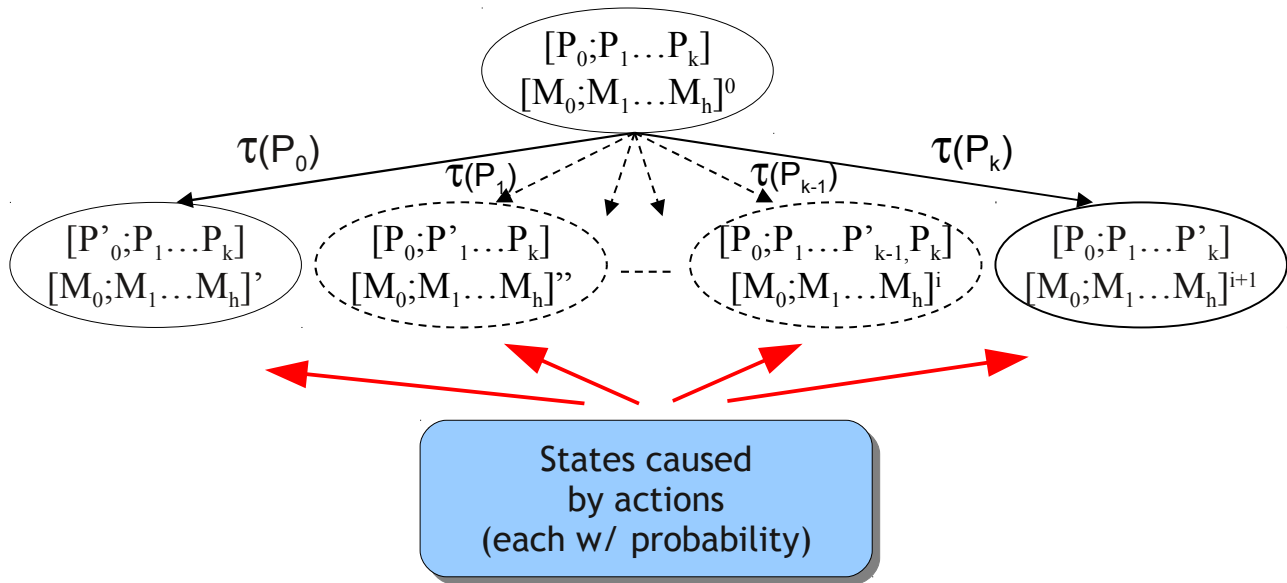 [P₀;P₁…Pₖ]
[M₀;M₁…Mₕ]⁰
τ(P₀)
τ(P₁)
τ(Pₖ₋₁)
τ(Pₖ)
[P’₀;P₁…Pₖ]
[M₀;M₁…Mₕ]’
[P₀;P’₁…Pₖ]
[M₀;M₁…Mₕ]”
[P₀;P₁…P’ₖ₋₁,Pₖ]
[M₀;M₁…Mₕ]ⁱ
[P₀;P₁…P’ₖ]
[M₀;M₁…Mₕ]ⁱ⁺¹
States caused
by actions
(each w/ probability)